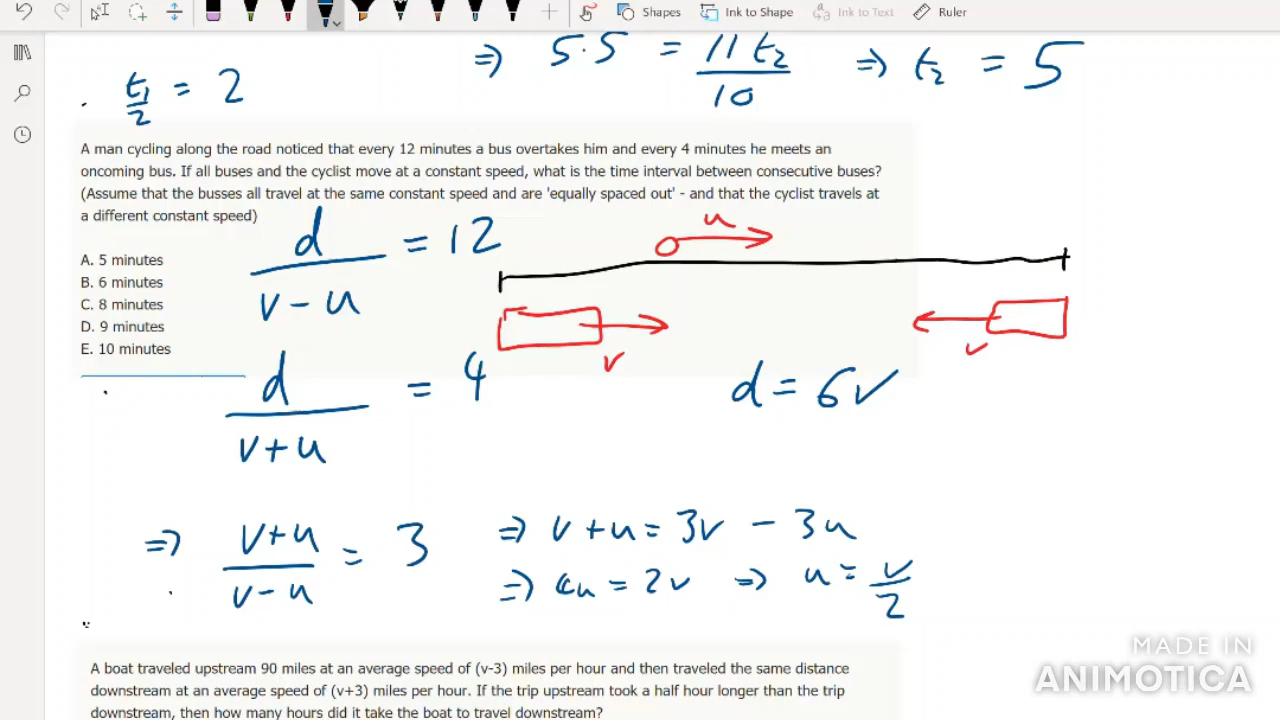 Shapes Ink to Shape Ink to Text Ruler
⇒ 5.5 = 11t₂/10 ⇒ t₂ = 5
t₁/2 = 2
A man cycling along the road noticed that every 12 minutes a bus overtakes him and every 4 minutes he meets an
oncoming bus. If all buses and the cyclist move at a constant speed, what is the time interval between consecutive buses?
(Assume that the busses all travel at the same constant speed and are 'equally spaced out' - and that the cyclist travels at
a different constant speed)
d/(v-u) = 12
u
A. 5 minutes
B. 6 minutes
C. 8 minutes
D. 9 minutes
E. 10 minutes
v
v
d/(v+u) = 4
d = 6v
⇒ (v+u)/(v-u) = 3 ⇒ v+u = 3v - 3u
⇒ 4u = 2v ⇒ u = v/2
MADE IN
ANIMOTICA
A boat traveled upstream 90 miles at an average speed of (v-3) miles per hour and then traveled the same distance
downstream at an average speed of (v+3) miles per hour. If the trip upstream took a half hour longer than the trip
downstream, then how many hours did it take the boat to travel downstream?